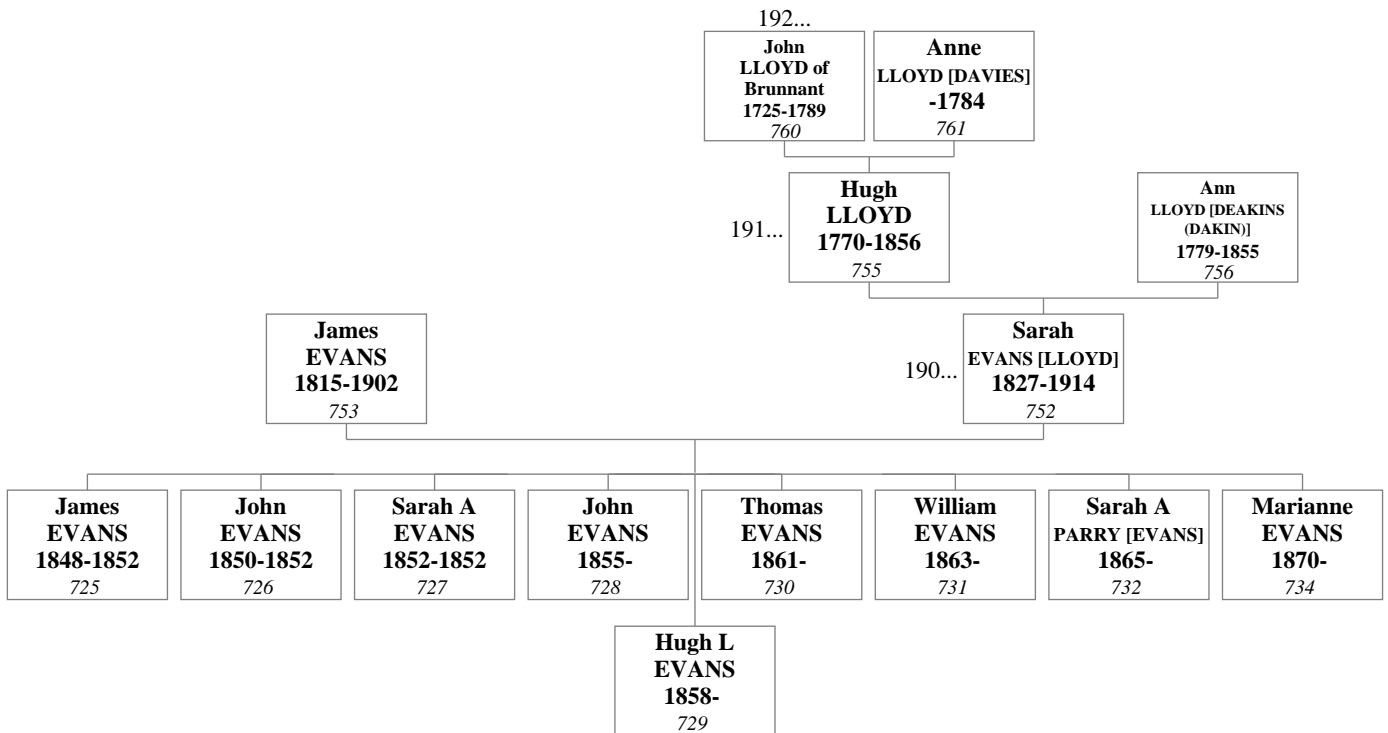 192...
John
LLOYD of
Brunnant
1725-1789
760
Anne
LLOYD [DAVIES]
-1784
761
191...
Hugh
LLOYD
1770-1856
755
Ann
LLOYD [DEAKINS
(DAKIN)]
1779-1855
756
James
EVANS
1815-1902
753
190...
Sarah
EVANS [LLOYD]
1827-1914
752
James
EVANS
1848-1852
725
John
EVANS
1850-1852
726
Sarah A
EVANS
1852-1852
727
John
EVANS
1855-
728
Thomas
EVANS
1861-
730
William
EVANS
1863-
731
Sarah A
PARRY [EVANS]
1865-
732
Marianne
EVANS
1870-
734
Hugh L
EVANS
1858-
729